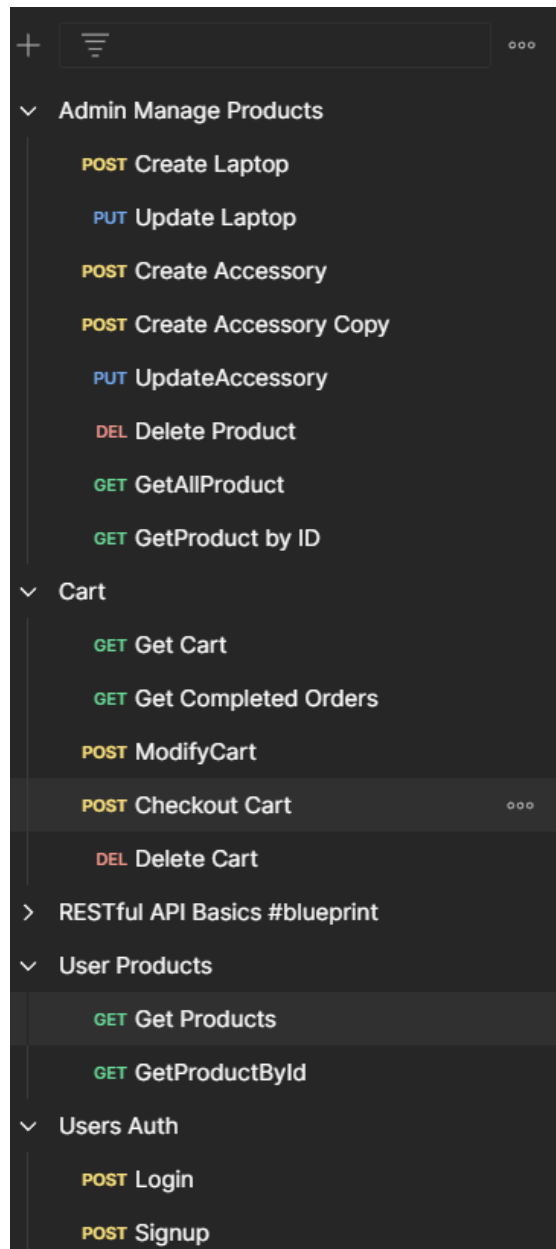 Admin Manage Products
POST Create Laptop
PUT Update Laptop
POST Create Accessory
POST Create Accessory Copy
PUT UpdateAccessory
DEL Delete Product
GET GetAllProduct
GET GetProduct by ID
Cart
GET Get Cart
GET Get Completed Orders
POST ModifyCart
POST Checkout Cart
DEL Delete Cart
RESTful API Basics #blueprint
User Products
GET Get Products
GET GetProductById
Users Auth
POST Login
POST Signup